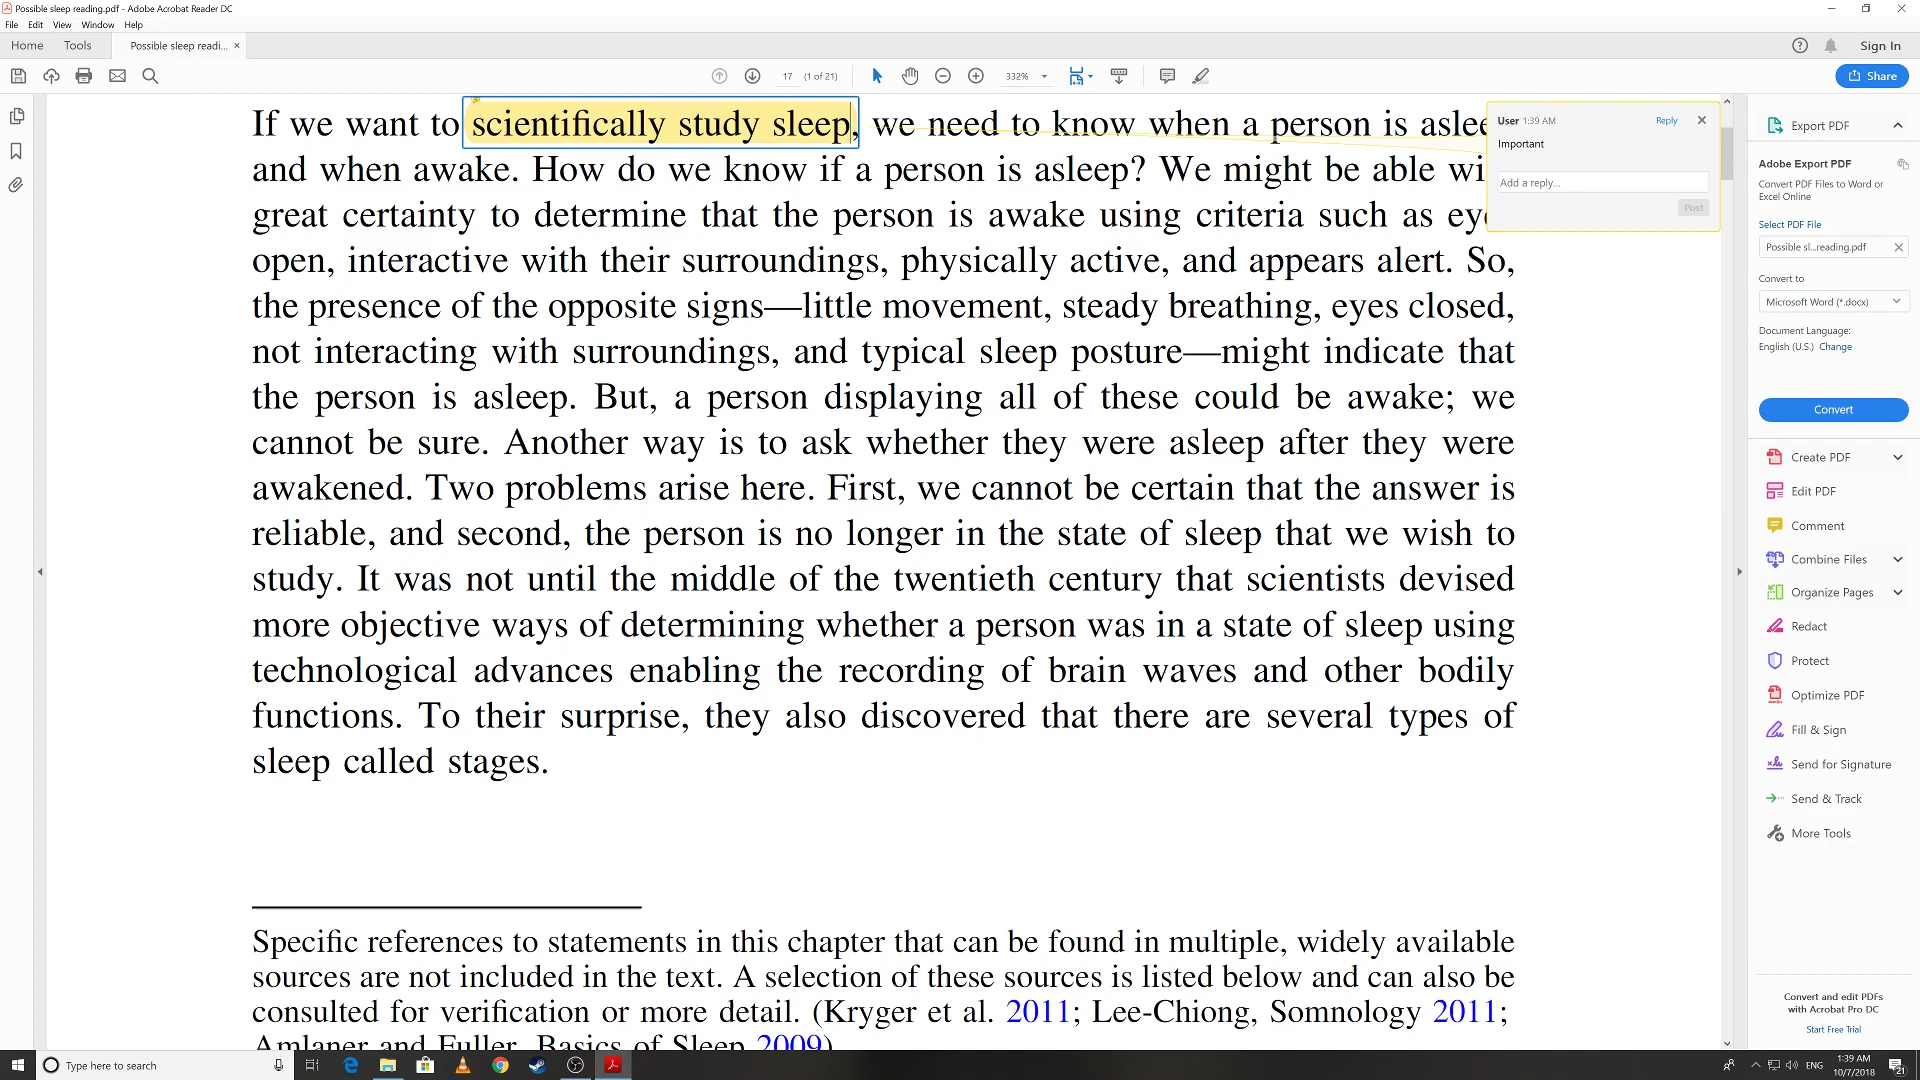 Possible sleep reading.pdf - Adobe Acrobat Reader DC
File Edit View Window Help
Home Tools Possible sleep readi... × Sign In
17 (1 of 21) 332% Share
If we want to scientifically study sleep, we need to know when a person is aslee
and when awake. How do we know if a person is asleep? We might be able wi
great certainty to determine that the person is awake using criteria such as eye
open, interactive with their surroundings, physically active, and appears alert. So,
the presence of the opposite signs—little movement, steady breathing, eyes closed,
not interacting with surroundings, and typical sleep posture—might indicate that
the person is asleep. But, a person displaying all of these could be awake; we
cannot be sure. Another way is to ask whether they were asleep after they were
awakened. Two problems arise here. First, we cannot be certain that the answer is
reliable, and second, the person is no longer in the state of sleep that we wish to
study. It was not until the middle of the twentieth century that scientists devised
more objective ways of determining whether a person was in a state of sleep using
technological advances enabling the recording of brain waves and other bodily
functions. To their surprise, they also discovered that there are several types of
sleep called stages.
Specific references to statements in this chapter that can be found in multiple, widely available
sources are not included in the text. A selection of these sources is listed below and can also be
consulted for verification or more detail. (Kryger et al. 2011; Lee-Chiong, Somnology 2011;
Amlaner and Fuller, Basics of Sleep 2009)
User 1:39 AM Reply
Important
Add a reply...
Post
Export PDF
Adobe Export PDF
Convert PDF Files to Word or
Excel Online
Select PDF File
Possible sl...reading.pdf
Convert to
Microsoft Word (*.docx)
Document Language:
English (U.S.) Change
Convert
Create PDF
Edit PDF
Comment
Combine Files
Organize Pages
Redact
Protect
Optimize PDF
Fill & Sign
Send for Signature
Send & Track
More Tools
Convert and edit PDFs
with Acrobat Pro DC
Start Free Trial
Type here to search
ENG
1:39 AM
10/7/2018
21